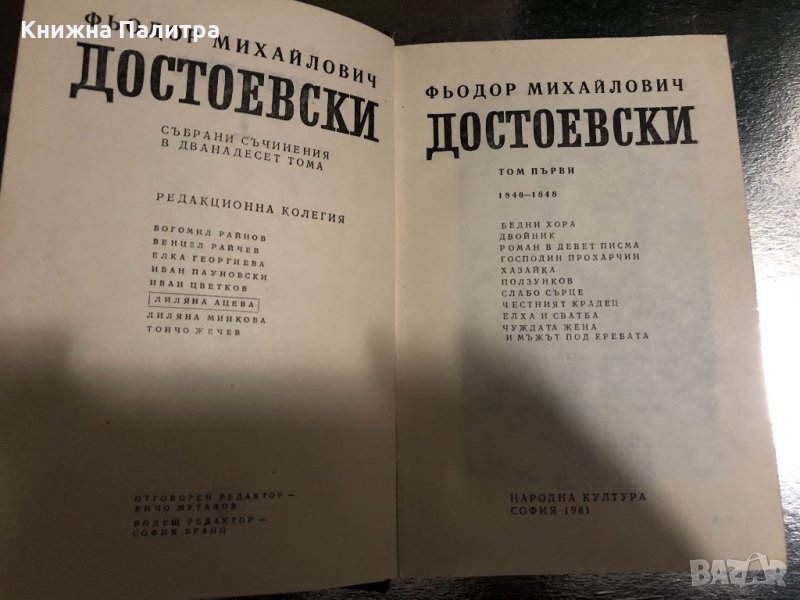 Книжна Палитра
ФЬОДОР МИХАЙЛОВИЧ
ДОСТОЕВСКИ
СЪБРАНИ СЪЧИНЕНИЯ
В ДВАНАДЕСЕТ ТОМА
РЕДАКЦИОННА КОЛЕГИЯ
БОГОМИЛ РАЙНОВ
ВЕНЦЕЛ РАЙЧЕВ
ЕЛКА ГЕОРГИЕВА
ИВАН ПАУНОВСКИ
ИВАН ЦВЕТКОВ
ЛИЛЯНА АЦЕВА
ЛИЛЯНА МИНКОВА
ТОНЧО ЖЕЧЕВ
ОТГОВОРЕН РЕДАКТОР —
ЕНЧО МУТАФОВ
ВОДЕЩ РЕДАКТОР —
СОФИЯ БРАНЦ
ФЬОДОР МИХАЙЛОВИЧ
ДОСТОЕВСКИ
ТОМ ПЪРВИ
1846—1848
БЕДНИ ХОРА
ДВОЙНИК
РОМАН В ДЕВЕТ ПИСМА
ГОСПОДИН ПРОХАРЧИН
ХАЗАЙКА
ПОЛЗУНКОВ
СЛАБО СЪРЦЕ
ЧЕСТНИЯТ КРАДЕЦ
ЕЛХА И СВАТБА
ЧУЖДАТА ЖЕНА
И МЪЖЪТ ПОД КРЕВАТА
НАРОДНА КУЛТУРА
СОФИЯ 1981
BAZAR